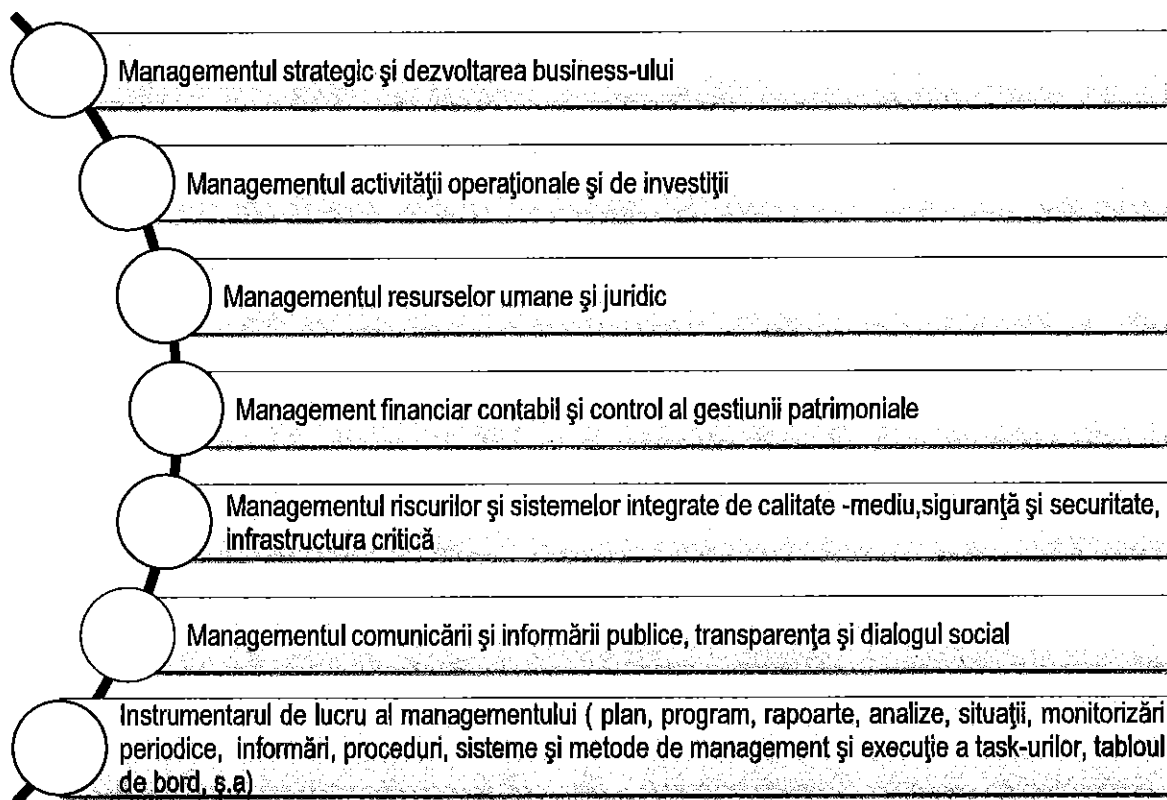 Managementul strategic şi dezvoltarea business-ului
Managementul activităţii operaţionale şi de investiţii
Managementul resurselor umane şi juridic
Management financiar contabil şi control al gestiunii patrimoniale
Managementul riscurilor şi sistemelor integrate de calitate -mediu,siguranţă şi securitate,
infrastructura critică
Managementul comunicării şi informării publice, transparenţa şi dialogul social
Instrumentarul de lucru al managementului ( plan, program, rapoarte, analize, situaţii, monitorizări
periodice, informări, proceduri, sisteme şi metode de management şi execuţie a task-urilor, tabloul
de bord, ş.a)